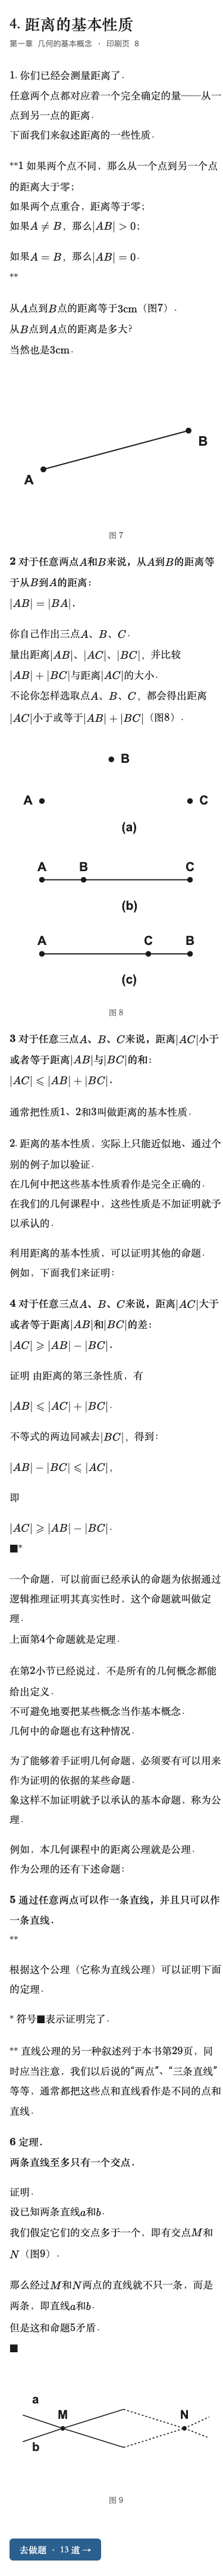 4. 距离的基本性质
第一章 几何的基本概念 · 印刷页 8
1. 你们已经会测量距离了.
任意两个点都对应着一个完全确定的量——从一
点到另一点的距离.
下面我们来叙述距离的一些性质.
**1 如果两个点不同，那么从一个点到另一个点
的距离大于零；
如果两个点重合，距离等于零；
如果A ≠ B，那么|AB| > 0；
如果A = B，那么|AB| = 0.
**
从A点到B点的距离等于3cm（图7）.
从B点到A点的距离是多大?
当然也是3cm.
A
B
图 7
2 对于任意两点A和B来说，从A到B的距离等
于从B到A的距离：
|AB| = |BA|.
你自己作出三点A、B、C.
量出距离|AB|、|AC|、|BC|，并比较
|AB| + |BC|与距离|AC|的大小.
不论你怎样选取点A、B、C，都会得出距离
|AC|小于或等于|AB| + |BC|（图8）.
B
A
C
(a)
A B C
(b)
A C B
(c)
图 8
3 对于任意三点A、B、C来说，距离|AC|小于
或者等于距离|AB|与|BC|的和：
|AC| ⩽ |AB| + |BC|.
通常把性质1、2和3叫做距离的基本性质.
2. 距离的基本性质，实际上只能近似地、通过个
别的例子加以验证.
在几何中把这些基本性质看作是完全正确的.
在我们的几何课程中，这些性质是不加证明就予
以承认的.
利用距离的基本性质，可以证明其他的命题.
例如，下面我们来证明：
4 对于任意三点A、B、C来说，距离|AC|大于
或者等于距离|AB|和|BC|的差：
|AC| ⩾ |AB| − |BC|.
证明 由距离的第三条性质，有
|AB| ⩽ |AC| + |BC|.
不等式的两边同减去|BC|，得到：
|AB| − |BC| ⩽ |AC|，
即
|AC| ⩾ |AB| − |BC|.
■*
一个命题，可以前面已经承认的命题为依据通过
逻辑推理证明其真实性时，这个命题就叫做定
理.
上面第4个命题就是定理.
在第2小节已经说过，不是所有的几何概念都能
给出定义.
不可避免地要把某些概念当作基本概念.
几何中的命题也有这种情况.
为了能够着手证明几何命题，必须要有可以用来
作为证明的依据的某些命题.
象这样不加证明就予以承认的基本命题，称为公
理.
例如，本几何课程中的距离公理就是公理.
作为公理的还有下述命题：
5 通过任意两点可以作一条直线，并且只可以作
一条直线.
**
根据这个公理（它称为直线公理）可以证明下面
的定理.
* 符号■表示证明完了.
** 直线公理的另一种叙述列于本书第29页，同
时应当注意，我们以后说的“两点”、“三条直线”
等等，通常都把这些点和直线看作是不同的点和
直线.
6 定理.
两条直线至多只有一个交点.
证明.
设已知两条直线a和b.
我们假定它们的交点多于一个，即有交点M和
N（图9）.
那么经过M和N两点的直线就不只一条，而是
两条，即直线a和b.
但是这和命题5矛盾.
■
a
M
N
b
图 9
去做题 · 13 道 →